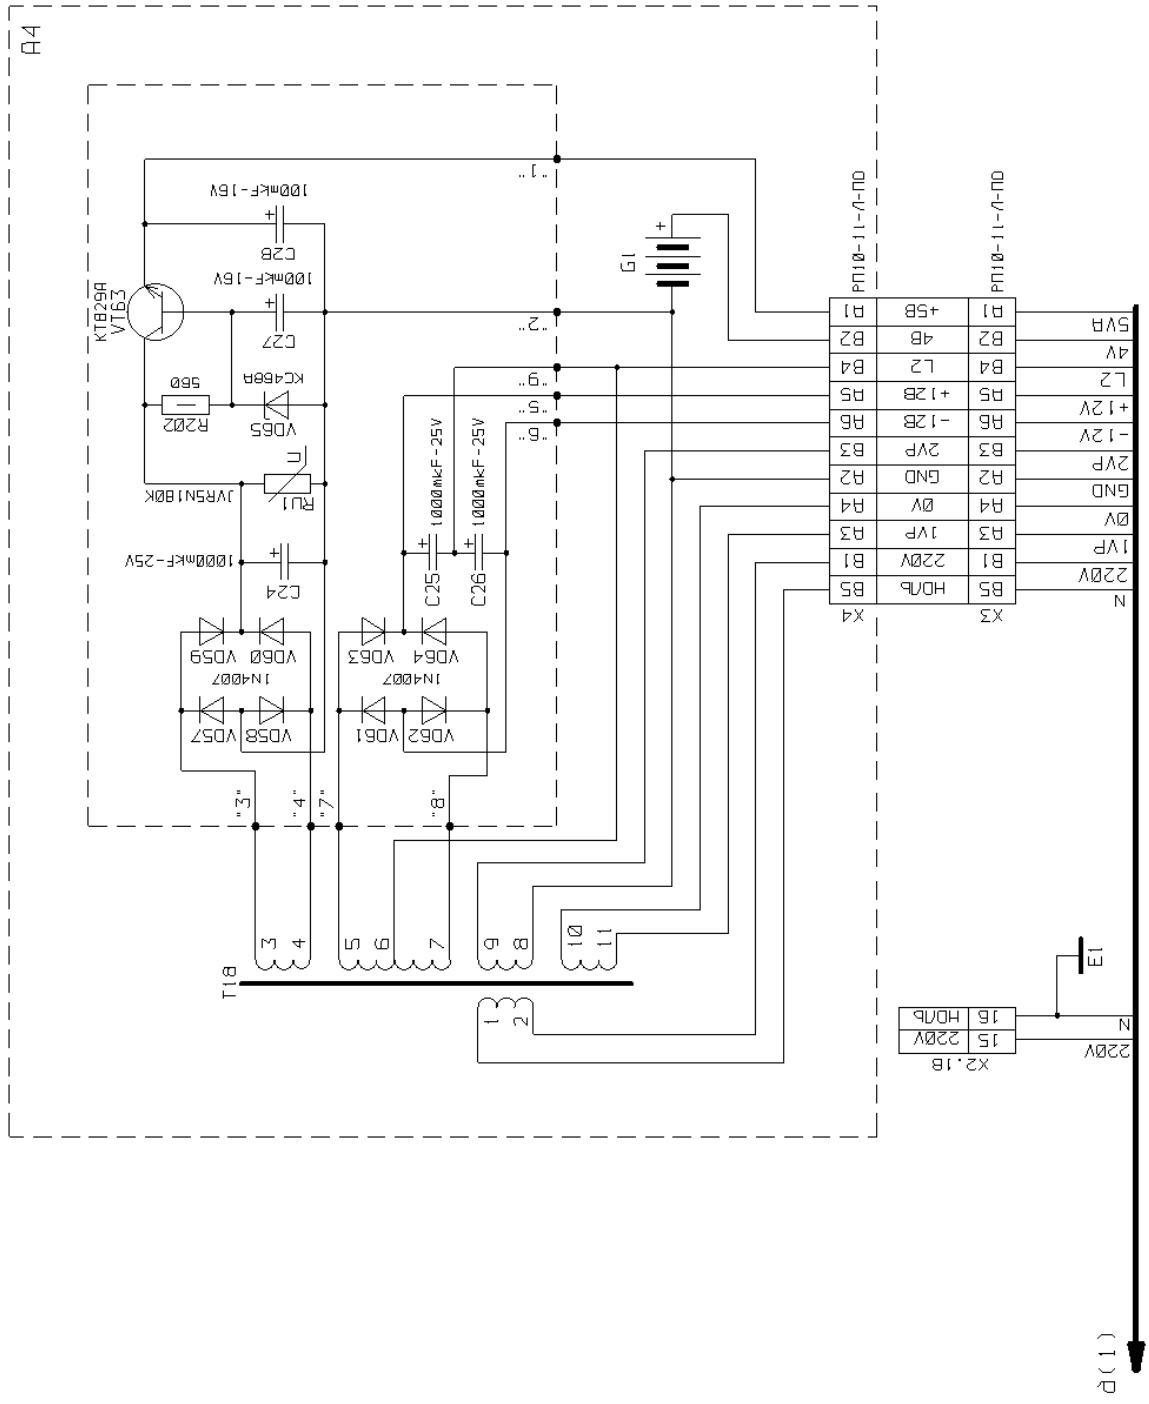 A4
"1"
100mkF-16V
+
C28
100mkF-16V
+
C27
KT829A
VT63
560
R202
KC468A
VD65
"2"
"9"
"5"
"6"
G1
+
U
JVR5N180K
RU1
1000mkF-25V
+
C24
1000mkF-25V
+
C25
1000mkF-25V
+
C26
VD59
VD60
1N4007
VD57
VD58
VD63
VD64
1N4007
VD61
VD62
"3"
"4"
"7"
"8"
T18
3
4
5
6
7
9
8
10
11
1
2
РП10-11-Л-ПО
РП10-11-Л-ПО
A1 +5В A1 5VA
B2 4В B2 4V
B4 L2 B4 L2
A5 +12В A5 +12V
A6 -12В A6 -12V
B3 2VP B3 2VP
A2 GND A2 GND
A4 0V A4 0V
A3 1VP A3 1VP
B1 220V B1 220V
B5 НОЛЬ B5 N
X4
X3
E1
НОЛЬ 16 N
220V 15 220V
X2.1В
а(1)